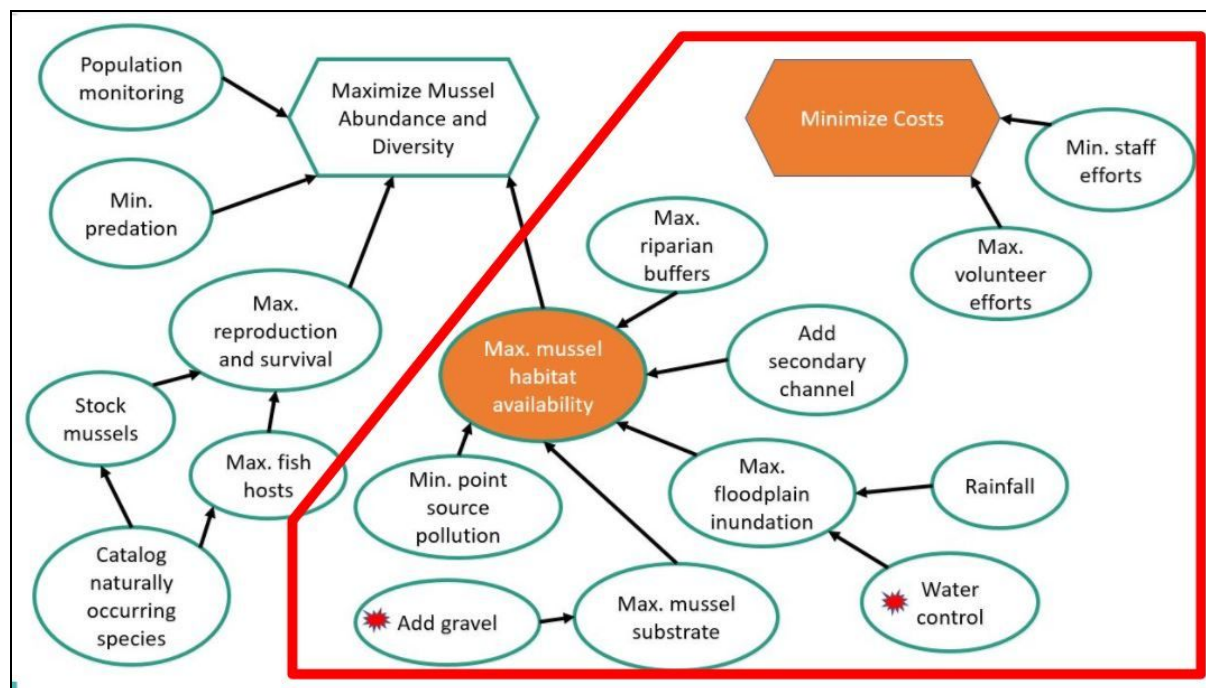 Population
monitoring
Maximize Mussel
Abundance and
Diversity
Minimize Costs
Min. staff
efforts
Min.
predation
Max.
riparian
buffers
Max.
volunteer
efforts
Max.
reproduction
and survival
Max. mussel
habitat
availability
Add
secondary
channel
Stock
mussels
Max. fish
hosts
Min. point
source
pollution
Max.
floodplain
inundation
Rainfall
Catalog
naturally
occurring
species
Add gravel
Max. mussel
substrate
Water
control